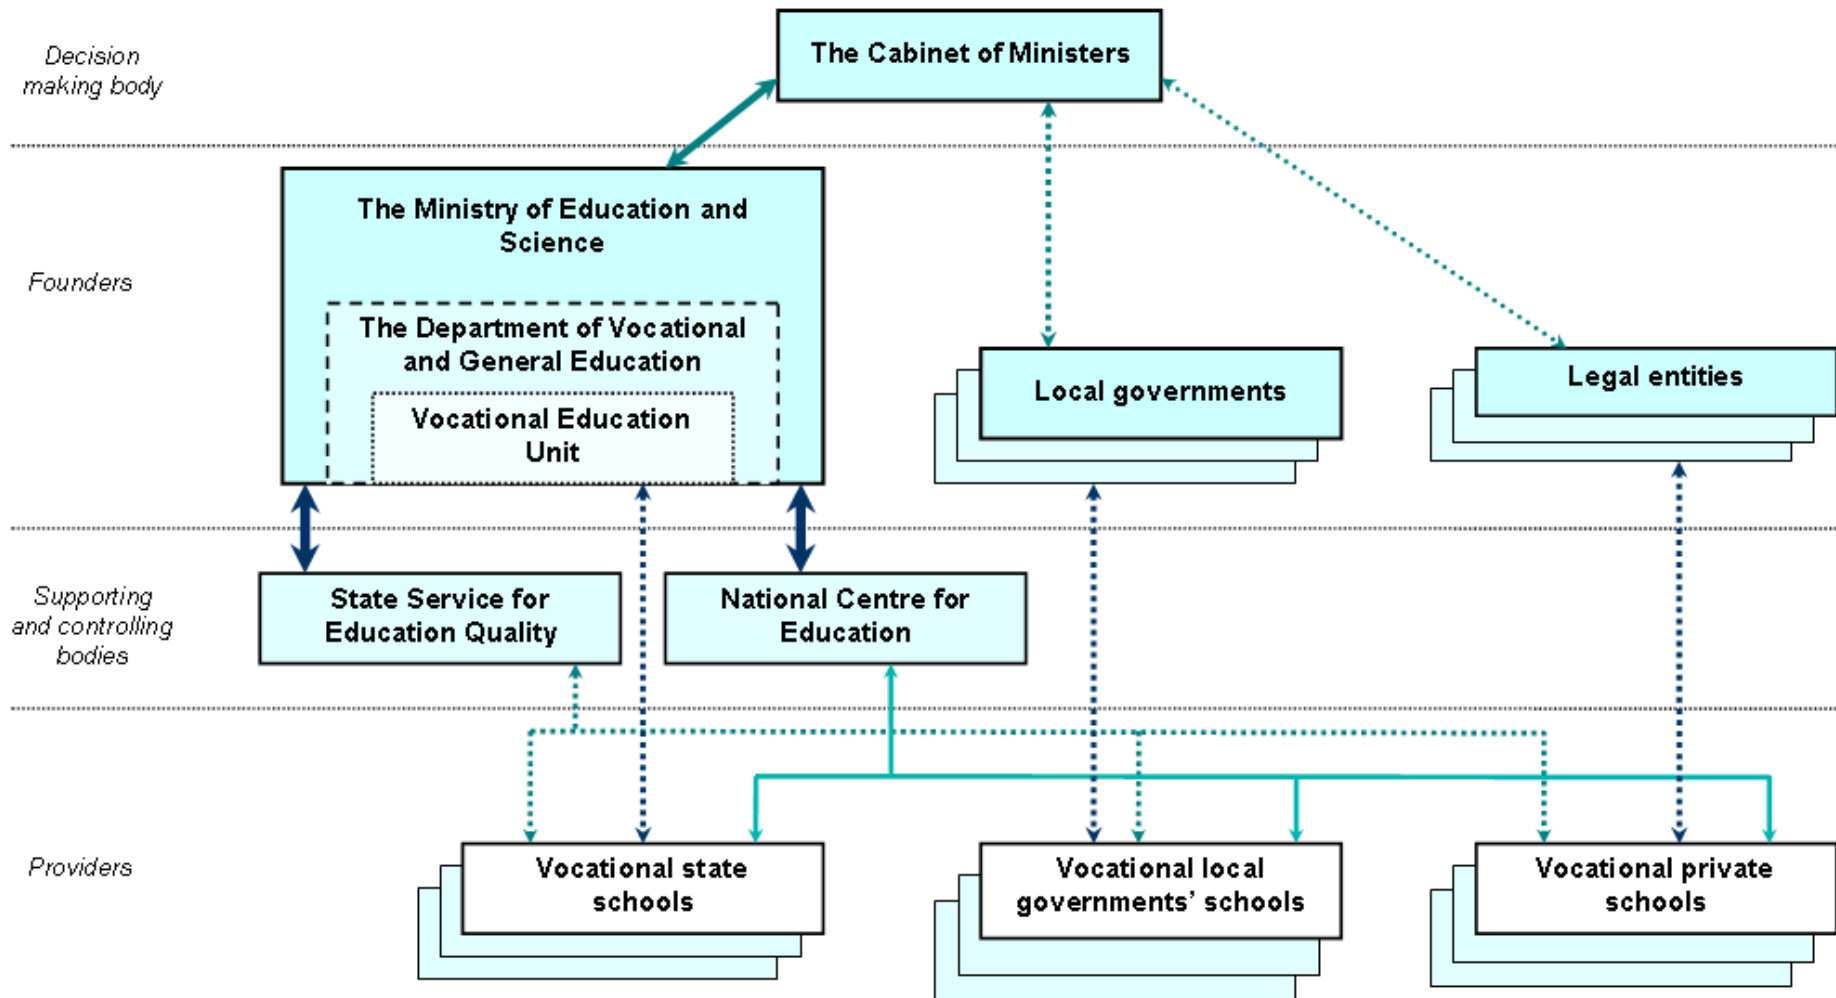 Decision
making body
The Cabinet of Ministers
Founders
The Ministry of Education and
Science
The Department of Vocational
and General Education
Vocational Education
Unit
Local governments
Legal entities
Supporting
and controlling
bodies
State Service for
Education Quality
National Centre for
Education
Providers
Vocational state
schools
Vocational local
governments’ schools
Vocational private
schools